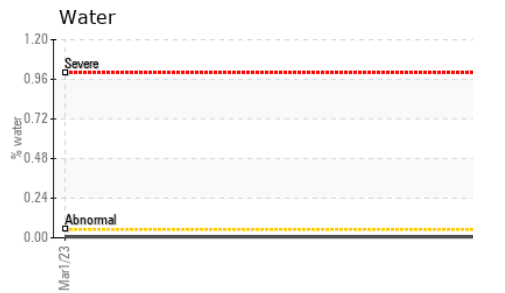 Water
1.20
Severe
0.96
0.72
% water
0.48
0.24
Abnormal
0.00
Mar1/23